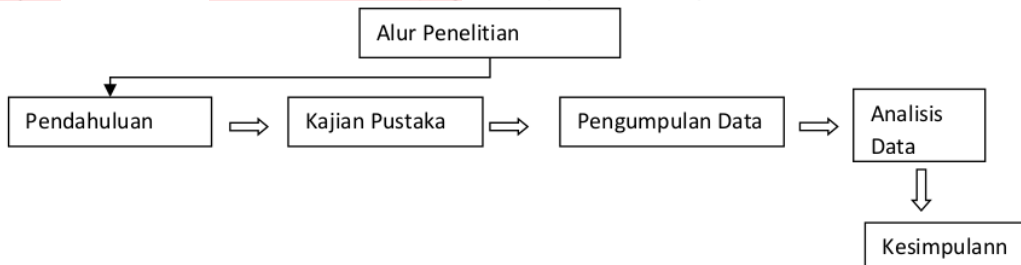 Alur Penelitian
Pendahuluan
Kajian Pustaka
Pengumpulan Data
Analisis
Data
Kesimpulann